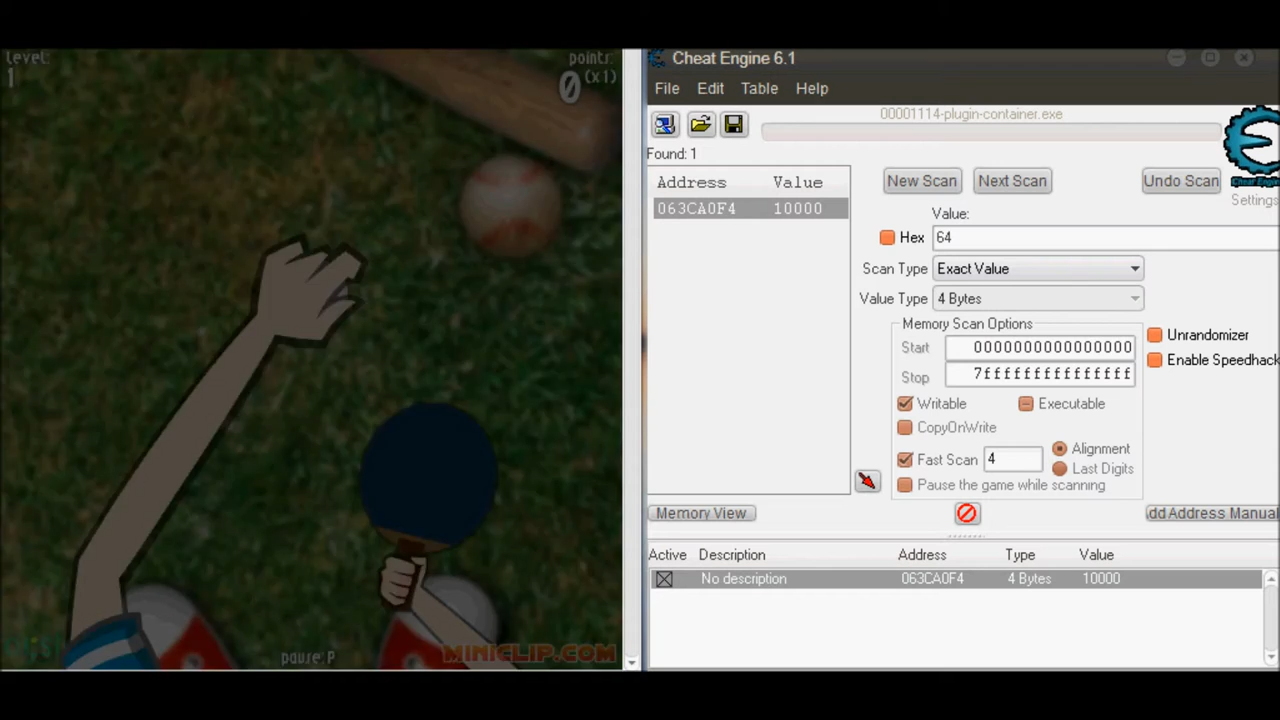 level:
1
points:
0 (x1)
pause: P
MINICLIP.COM
Cheat Engine 6.1
File Edit Table Help
00001114-plugin-container.exe
Found: 1
Address Value
063CA0F4 10000
New Scan Next Scan Undo Scan
Cheat Engin
Settings
Value:
Hex 64
Scan Type Exact Value
Value Type 4 Bytes
Memory Scan Options
Start 0000000000000000
Stop 7fffffffffffffff
Unrandomizer
Enable Speedhack
Writable Executable
CopyOnWrite
Fast Scan 4 Alignment
Last Digits
Pause the game while scanning
Memory View
dd Address Manual
Active Description Address Type Value
No description 063CA0F4 4 Bytes 10000